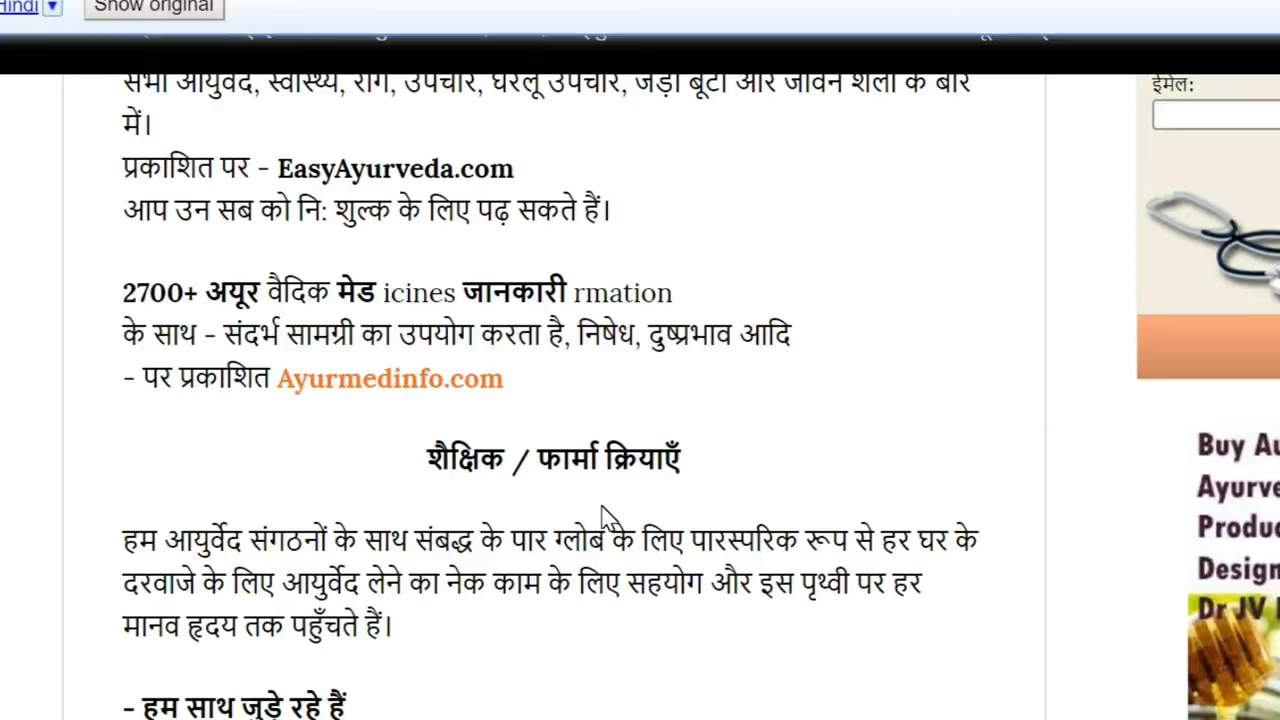 Hindi
Show original
सभी आयुर्वेद, स्वास्थ्य, रोग, उपचार, घरेलू उपचार, जड़ी बूटी और जीवन शैली के बारे
में।
प्रकाशित पर - EasyAyurveda.com
आप उन सब को नि: शुल्क के लिए पढ़ सकते हैं।
2700+ अयूर वैदिक मेड icines जानकारी rmation
के साथ - संदर्भ सामग्री का उपयोग करता है, निषेध, दुष्प्रभाव आदि
- पर प्रकाशित Ayurmedinfo.com
शैक्षिक / फार्मा क्रियाएँ
हम आयुर्वेद संगठनों के साथ संबद्ध के पार ग्लोब के लिए पारस्परिक रूप से हर घर के
दरवाजे के लिए आयुर्वेद लेने का नेक काम के लिए सहयोग और इस पृथ्वी पर हर
मानव हृदय तक पहुँचते हैं।
- हम साथ जुड़े रहे हैं
ईमेल:
Buy Au
Ayurve
Produc
Design
Dr JV